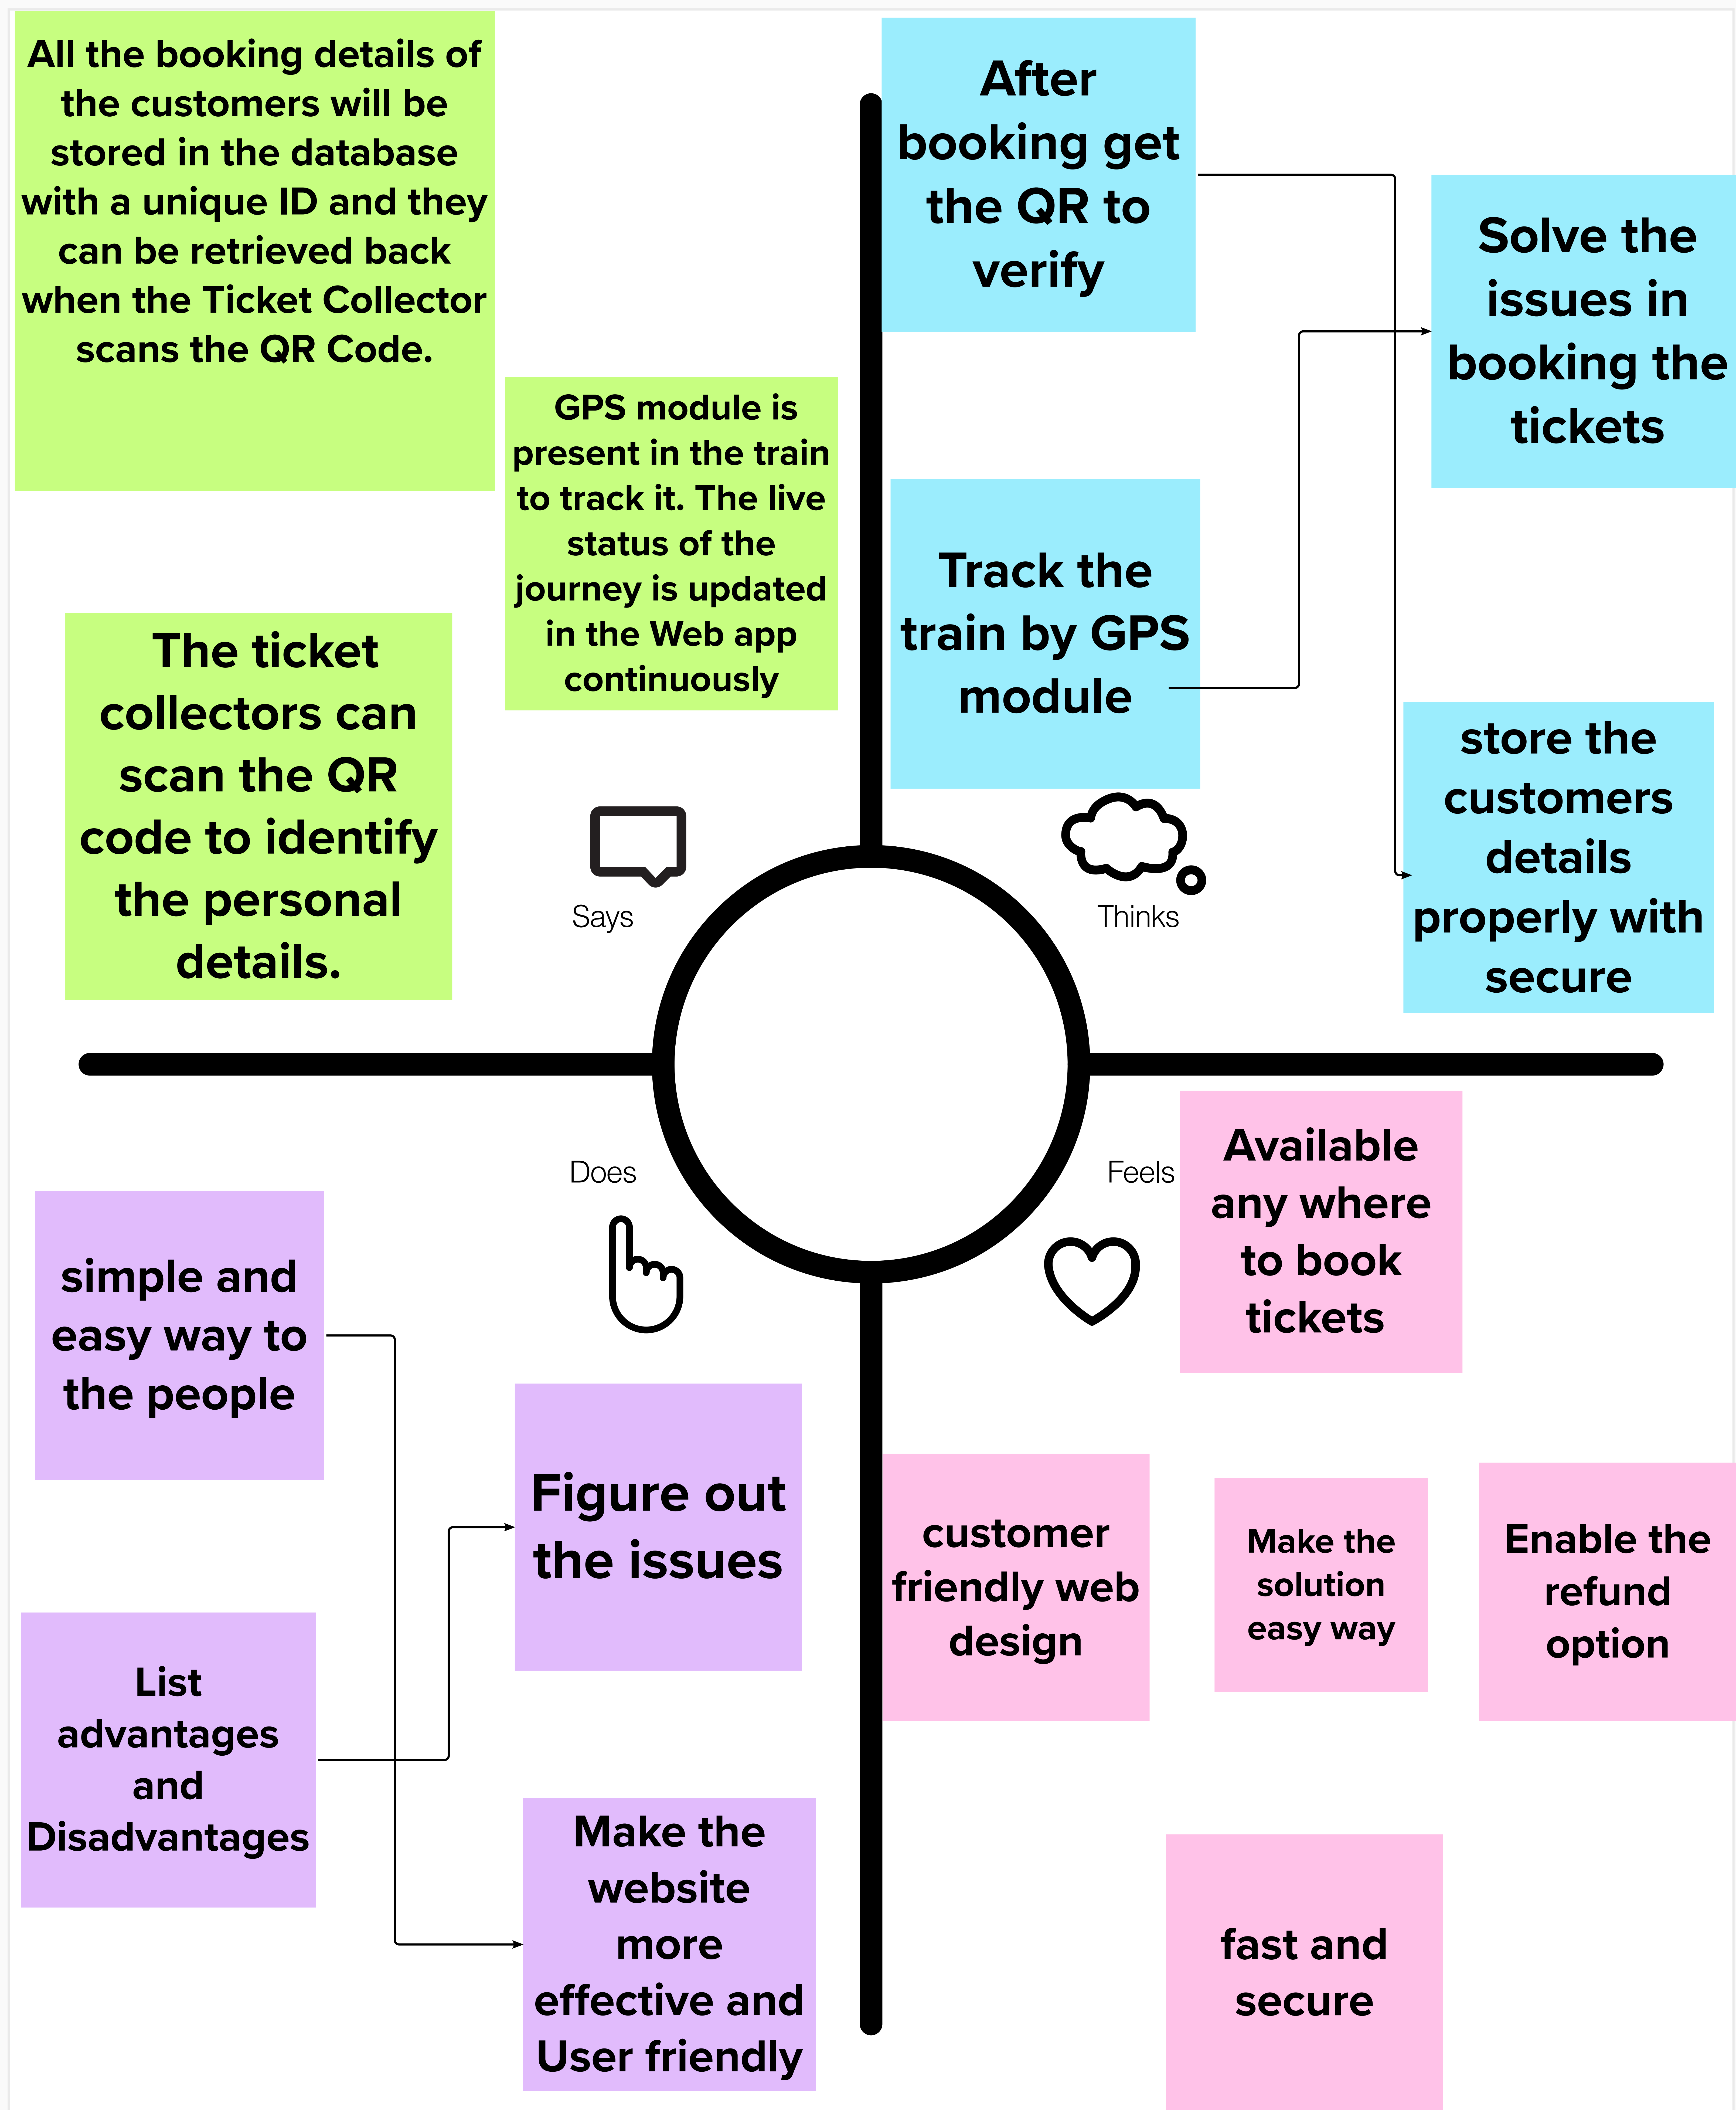 All the booking details of
the customers will be
stored in the database
with a unique ID and they
can be retrieved back
when the Ticket Collector
scans the QR Code.
GPS module is
present in the train
to track it. The live
status of the
journey is updated
in the Web app
continuously
The ticket
collectors can
scan the QR
code to identify
the personal
details.
Says
After
booking get
the QR to
verify
Solve the
issues in
booking the
tickets
Track the
train by GPS
module
store the
customers
details
properly with
secure
Thinks
Does
simple and
easy way to
the people
Figure out
the issues
List
advantages
and
Disadvantages
Make the
website
more
effective and
User friendly
Feels
Available
any where
to book
tickets
customer
friendly web
design
Make the
solution
easy way
Enable the
refund
option
fast and
secure